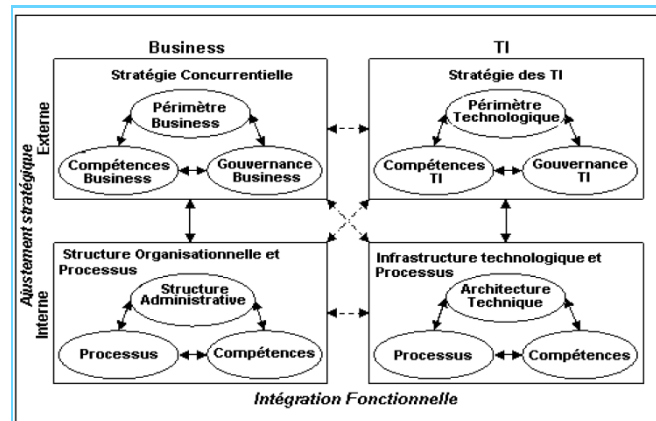 Business
TI
Stratégie Concurrentielle
Périmètre
Business
Compétences
Business
Gouvernance
Business
Stratégie des TI
Périmètre
Technologique
Compétences
TI
Gouvernance
TI
Ajustement stratégique
Externe
Interne
Structure Organisationnelle et
Processus
Structure
Administrative
Processus
Compétences
Infrastructure technologique et
Processus
Architecture
Technique
Processus
Compétences
Intégration Fonctionnelle